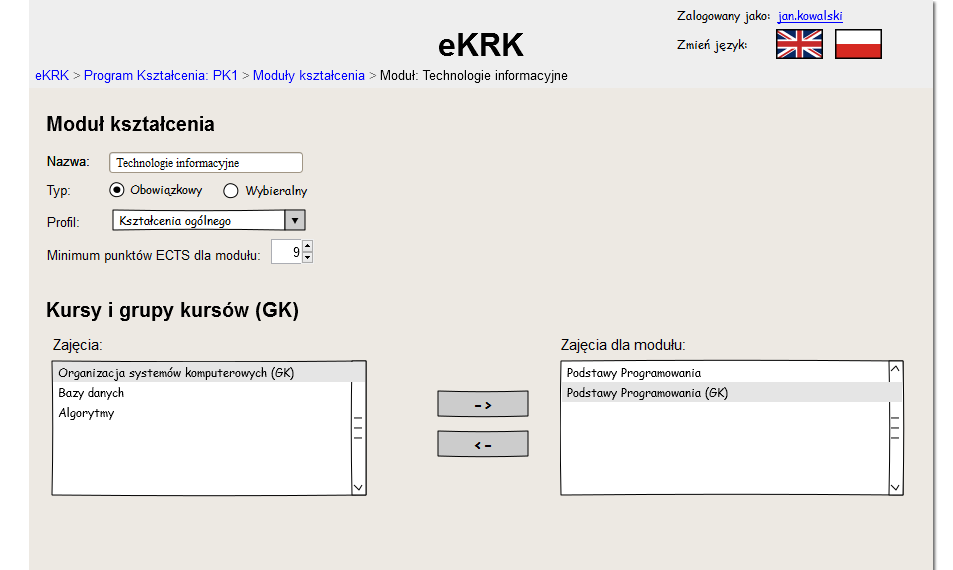 Zalogowany jako: jan.kowalski
eKRK
Zmień język:
eKRK > Program Kształcenia: PK1 > Moduły kształcenia > Moduł: Technologie informacyjne
Moduł kształcenia
Nazwa: Technologie informacyjne
Typ: Obowiązkowy Wybieralny
Profil: Kształcenia ogólnego
Minimum punktów ECTS dla modułu: 9
Kursy i grupy kursów (GK)
Zajęcia:
Organizacja systemów komputerowych (GK)
Bazy danych
Algorytmy
->
<-
Zajęcia dla modułu:
Podstawy Programowania
Podstawy Programowania (GK)